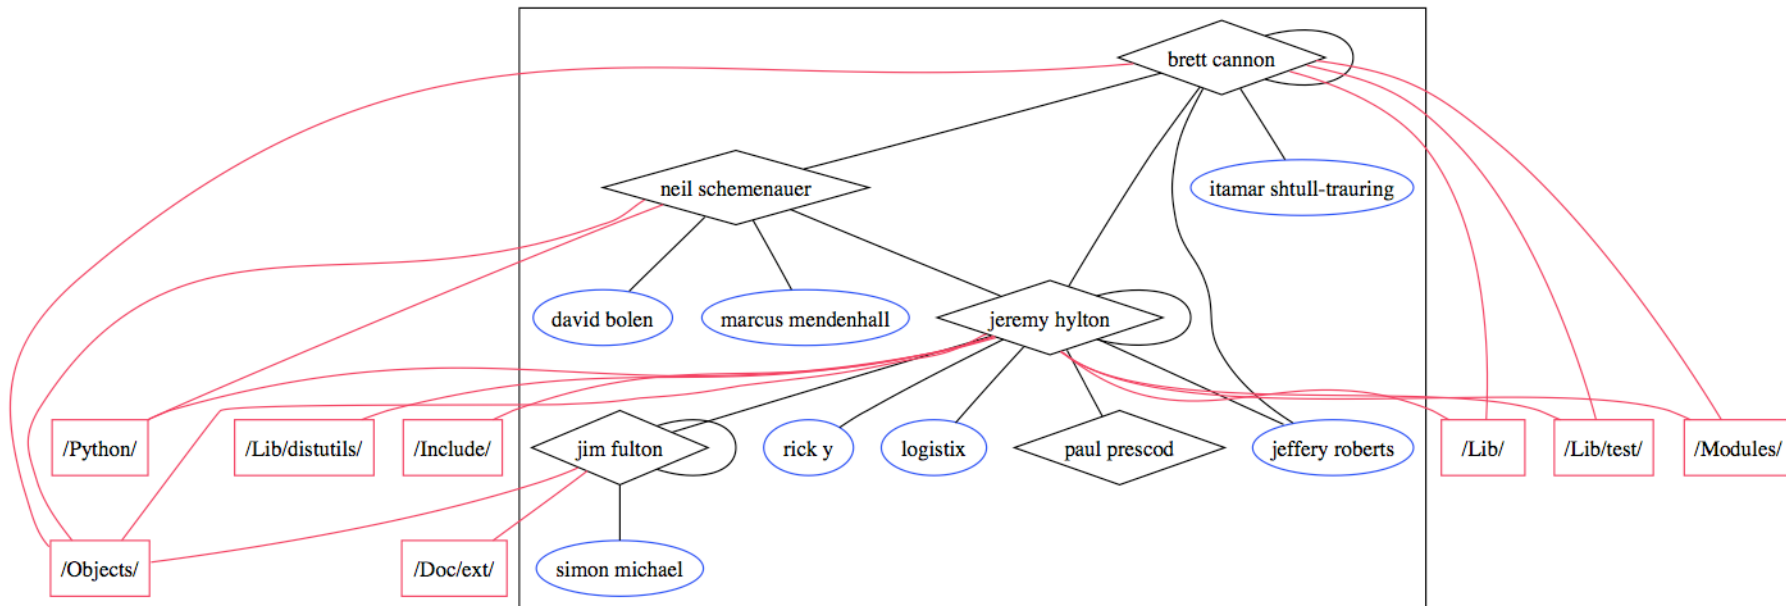 brett cannon
neil schemenauer
itamar shtull-trauring
david bolen
marcus mendenhall
jeremy hylton
/Python/
/Lib/distutils/
/Include/
jim fulton
rick y
logistix
paul prescod
jeffery roberts
/Lib/
/Lib/test/
/Modules/
/Objects/
/Doc/ext/
simon michael